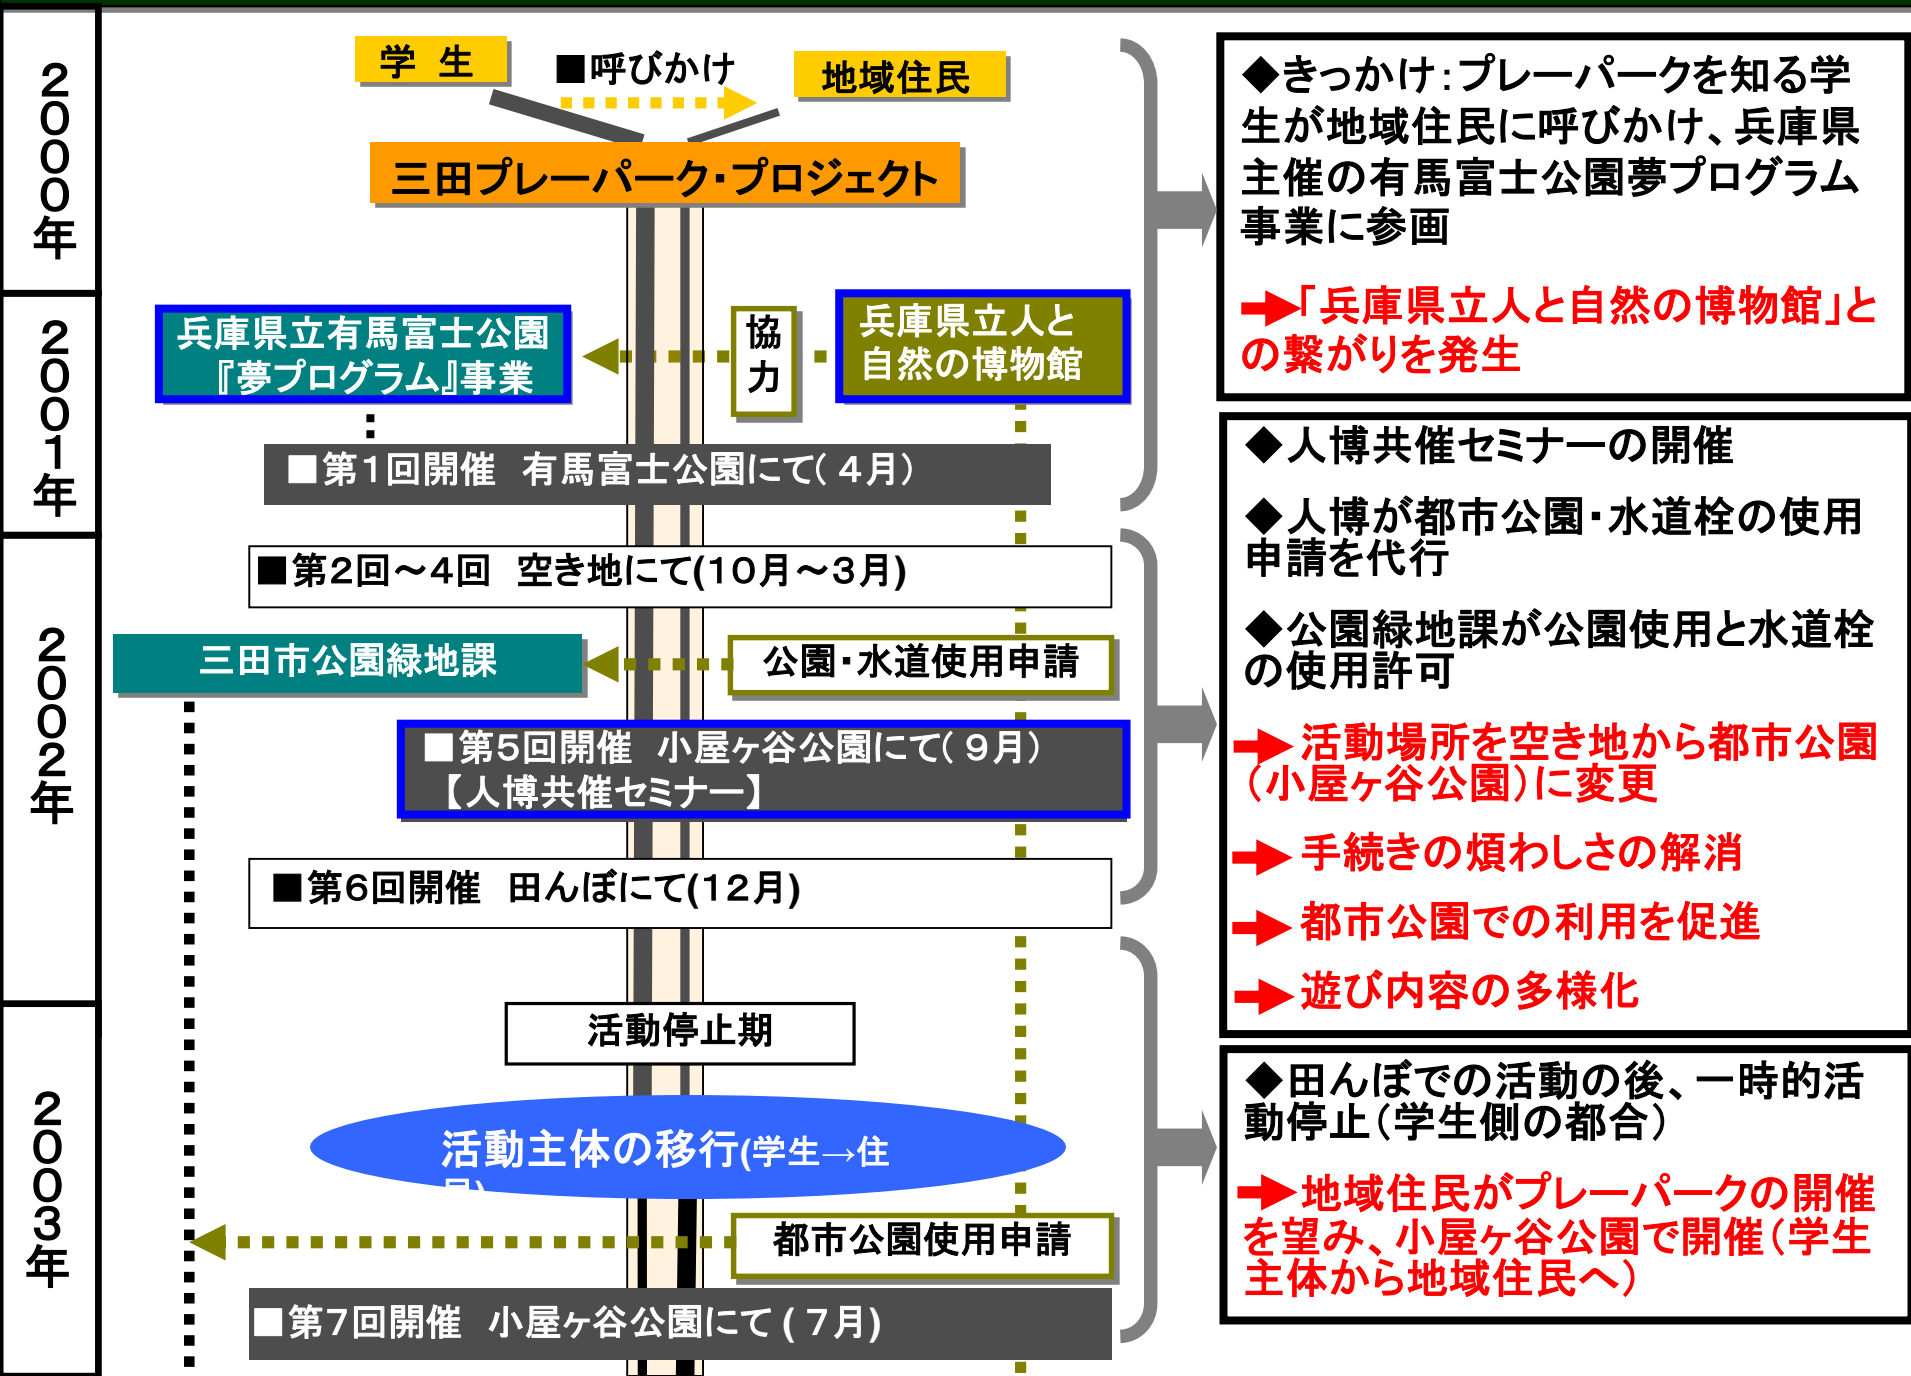 2000年
学 生
■呼びかけ
地域住民
三田プレーパーク・プロジェクト
2001年
兵庫県立有馬富士公園
『夢プログラム』事業
協力
兵庫県立人と
自然の博物館
■第1回開催 有馬富士公園にて(4月)
2002年
■第2回～4回 空き地にて(10月～3月)
三田市公園緑地課
公園・水道使用申請
■第5回開催 小屋ヶ谷公園にて(9月)
【人博共催セミナー】
■第6回開催 田んぼにて(12月)
2003年
活動停止期
活動主体の移行(学生→住
都市公園使用申請
■第7回開催 小屋ヶ谷公園にて(7月)
◆きっかけ:プレーパークを知る学
生が地域住民に呼びかけ、兵庫県
主催の有馬富士公園夢プログラム
事業に参画
➡「兵庫県立人と自然の博物館」と
の繋がりを発生
◆人博共催セミナーの開催
◆人博が都市公園・水道栓の使用
申請を代行
◆公園緑地課が公園使用と水道栓
の使用許可
➡活動場所を空き地から都市公園
(小屋ヶ谷公園)に変更
➡手続きの煩わしさの解消
➡都市公園での利用を促進
➡遊び内容の多様化
◆田んぼでの活動の後、一時的活
動停止(学生側の都合)
➡地域住民がプレーパークの開催
を望み、小屋ヶ谷公園で開催(学生
主体から地域住民へ)